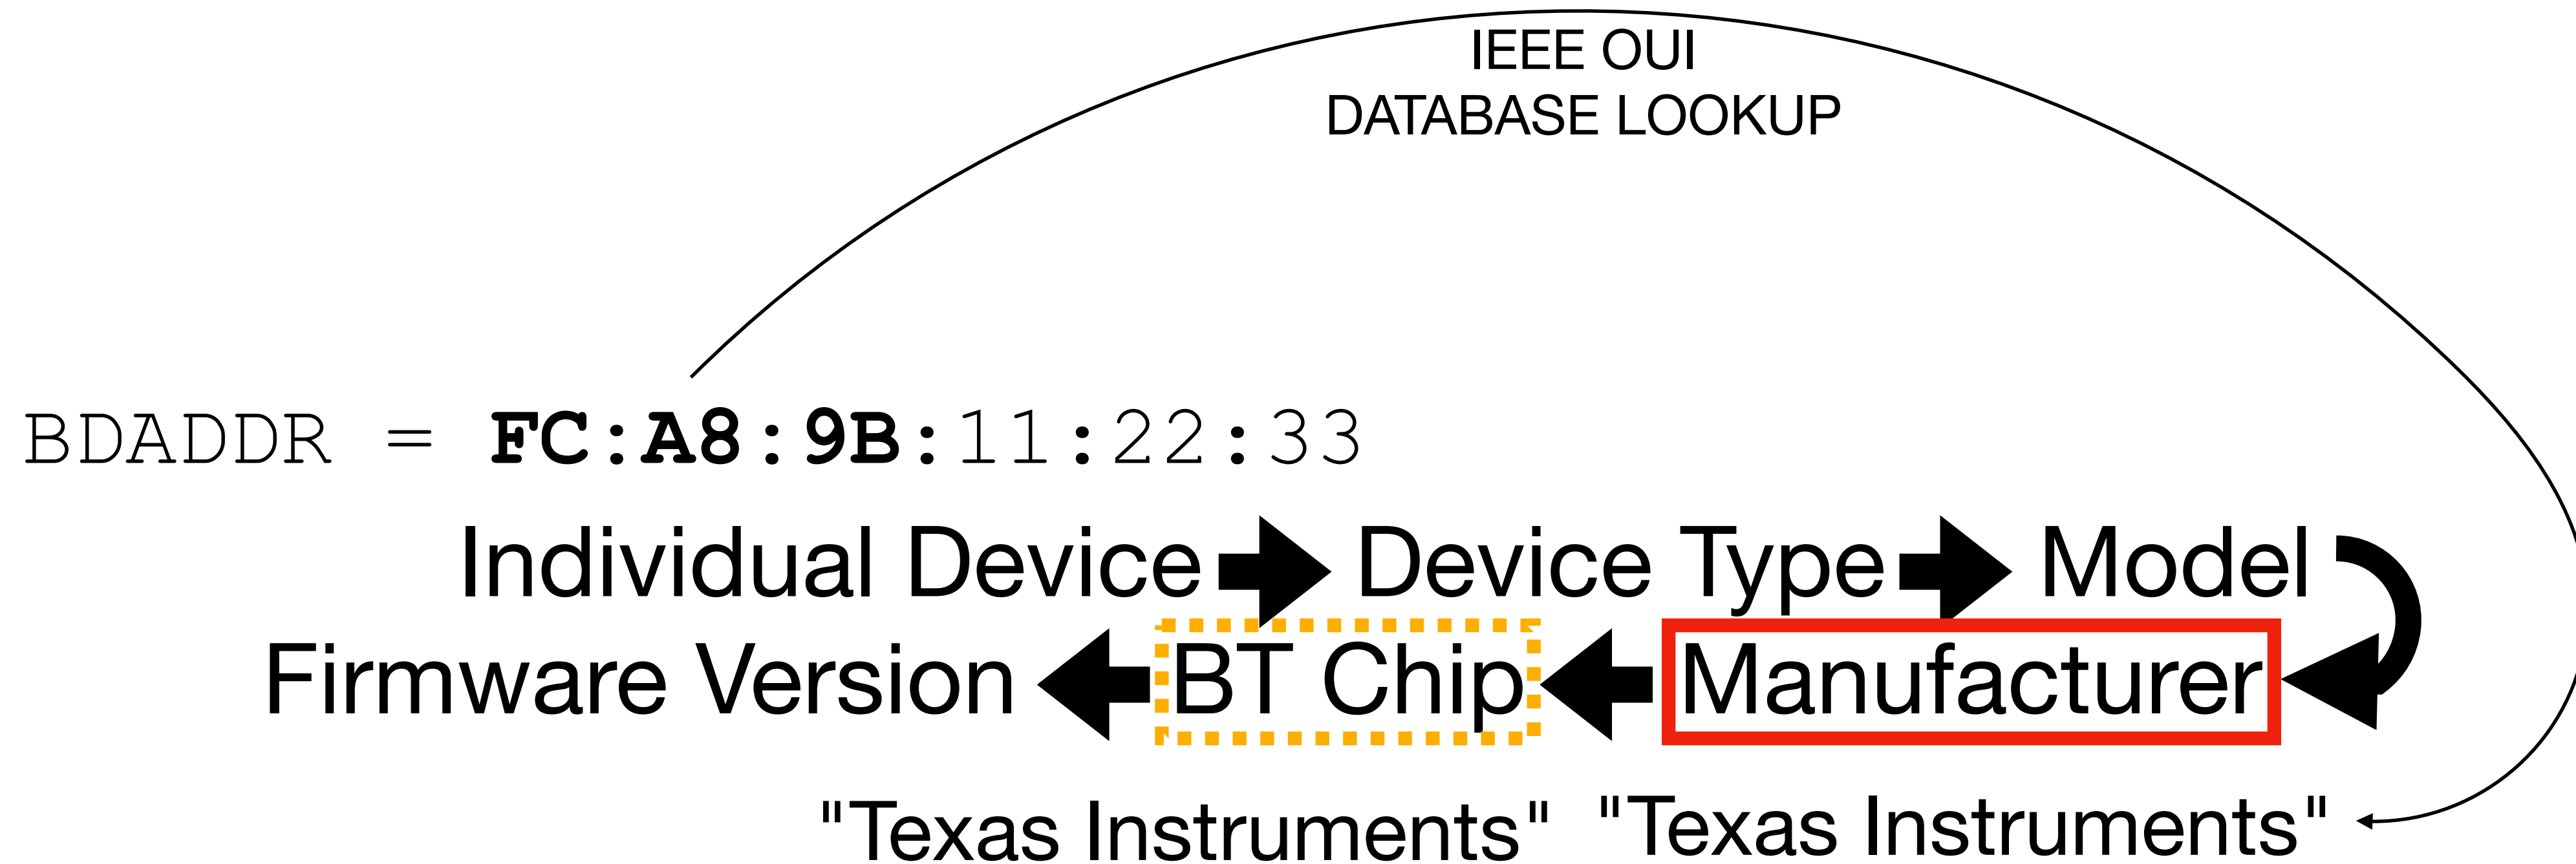 IEEE OUI
DATABASE LOOKUP
BDADDR = FC:A8:9B:11:22:33
Individual Device Device Type Model
Firmware Version BT Chip Manufacturer
"Texas Instruments" "Texas Instruments"